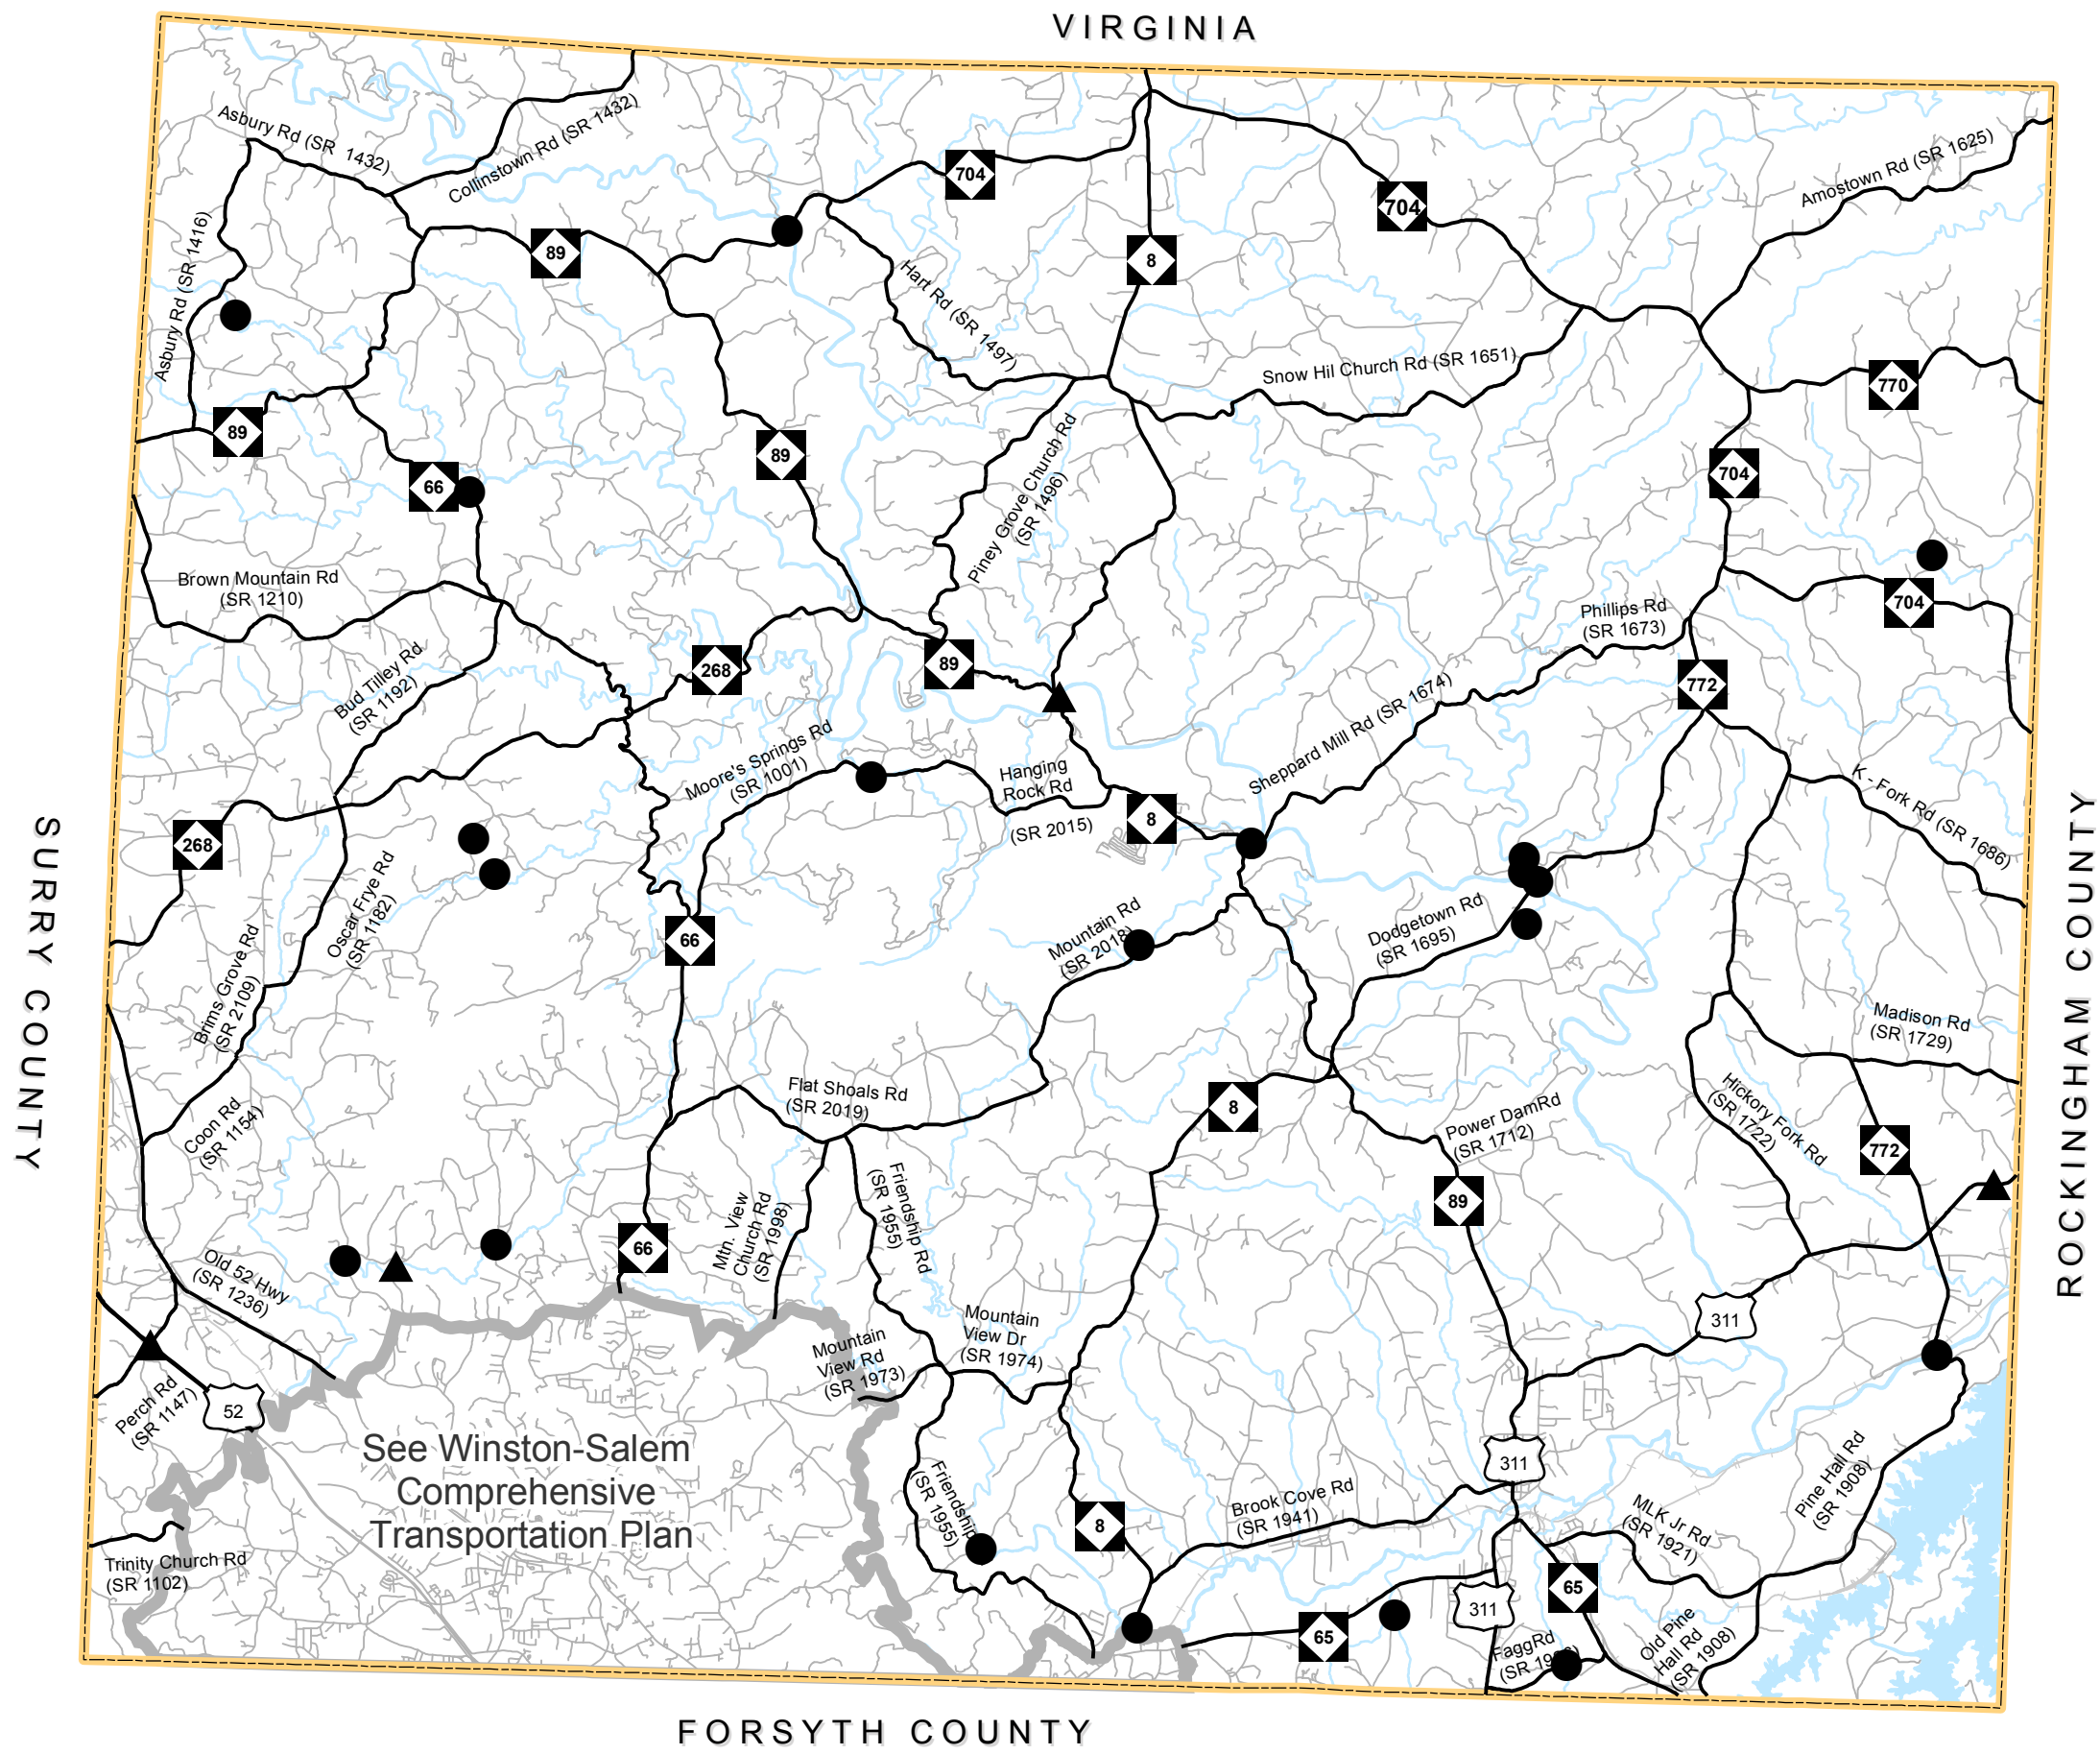 VIRGINIA
Asbury Rd (SR 1432)
Collinstown Rd (SR 1432)
704
704
Amostown Rd (SR 1625)
Asbury Rd (SR 1416)
89
8
Hart Rd (SR 1497)
Snow Hil Church Rd (SR 1651)
770
89
89
66
Piney Grove Church Rd
(SR 1496)
704
Brown Mountain Rd
(SR 1210)
704
Phillips Rd
(SR 1673)
Bud Tilley Rd
(SR 1192)
268
89
772
Sheppard Mill Rd (SR 1674)
Moore's Springs Rd
(SR 1001)
Hanging
Rock Rd
(SR 2015)
8
K - Fork Rd (SR 1686)
268
SURRY COUNTY
ROCKINGHAM COUNTY
Oscar Frye Rd
(SR 1182)
66
Mountain Rd
(SR 2018)
Dodgetown Rd
(SR 1695)
Brims Grove Rd
(SR 2109)
Madison Rd
(SR 1729)
Flat Shoals Rd
(SR 2019)
8
Coon Rd
(SR 1154)
Power DamRd
(SR 1712)
Hickory Fork Rd
(SR 1722)
772
89
Friendship Rd
(SR 1955)
Mtn. View
Church Rd
(SR 1998)
66
Old 52 Hwy
(SR 1236)
311
Mountain
View Dr
(SR 1974)
Mountain
View Rd
(SR 1973)
Perch Rd
(SR 1147)
52
See Winston-Salem
Comprehensive
Transportation Plan
311
Friendship
(SR 1955)
8
Brook Cove Rd
(SR 1941)
MLK Jr Rd
(SR 1921)
Pine Hall Rd
(SR 1908)
Trinity Church Rd
(SR 1102)
65
311
65
FaggRd
(SR
Old Pine
Hall Rd
(SR 1908)
FORSYTH COUNTY